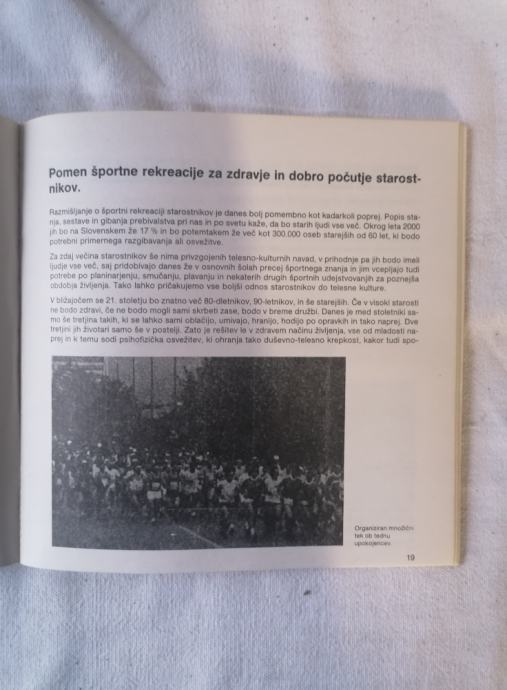 Pomen športne rekreacije za zdravje in dobro počutje starost-
nikov.
Razmišljanje o športni rekreaciji starostnikov je danes bolj pomembno kot kadarkoli poprej. Popis sta-
nja, sestave in gibanja prebivalstva pri nas in po svetu kaže, da bo starih ljudi vse več. Okrog leta 2000
jih bo na Slovenskem že 17 % in bo potemtakem že več kot 300.000 oseb starejših od 60 let, ki bodo
potrebni primernega razgibavanja ali osvežitve.
Za zdaj večina starostnikov še nima privzgojenih telesno-kulturnih navad, v prihodnje pa jih bodo imeli
ljudje vse več, saj pridobivajo danes že v osnovnih šolah precej športnega znanja in jim vcepljajo tudi
potrebe po planinarjenju, smučanju, plavanju in nekaterih drugih športnih udejstvovanjih za poznejša
obdobja življenja. Tako lahko pričakujemo vse boljši odnos starostnikov do telesne kulture.
V bližajočem se 21. stoletju bo znatno več 80-dletnikov, 90-letnikov, in še starejših. Če v visoki starosti
ne bodo zdravi, če ne bodo mogli sami skrbeti zase, bodo v breme družbi. Danes je med stoletniki sa-
mo še tretjina takih, ki se lahko sami oblačijo, umivajo, hranijo, hodijo po opravkih in tako naprej. Dve
tretjini jih životari samo še v postelji. Zato je rešitev le v zdravem načinu življenja, vse od mladosti na-
prej in k temu sodi psihofizička osvežitev, ki ohranja tako duševno-telesno krepkost, kakor tudi spo-
Organiziran množični
tek ob tednu
upokojencev
19